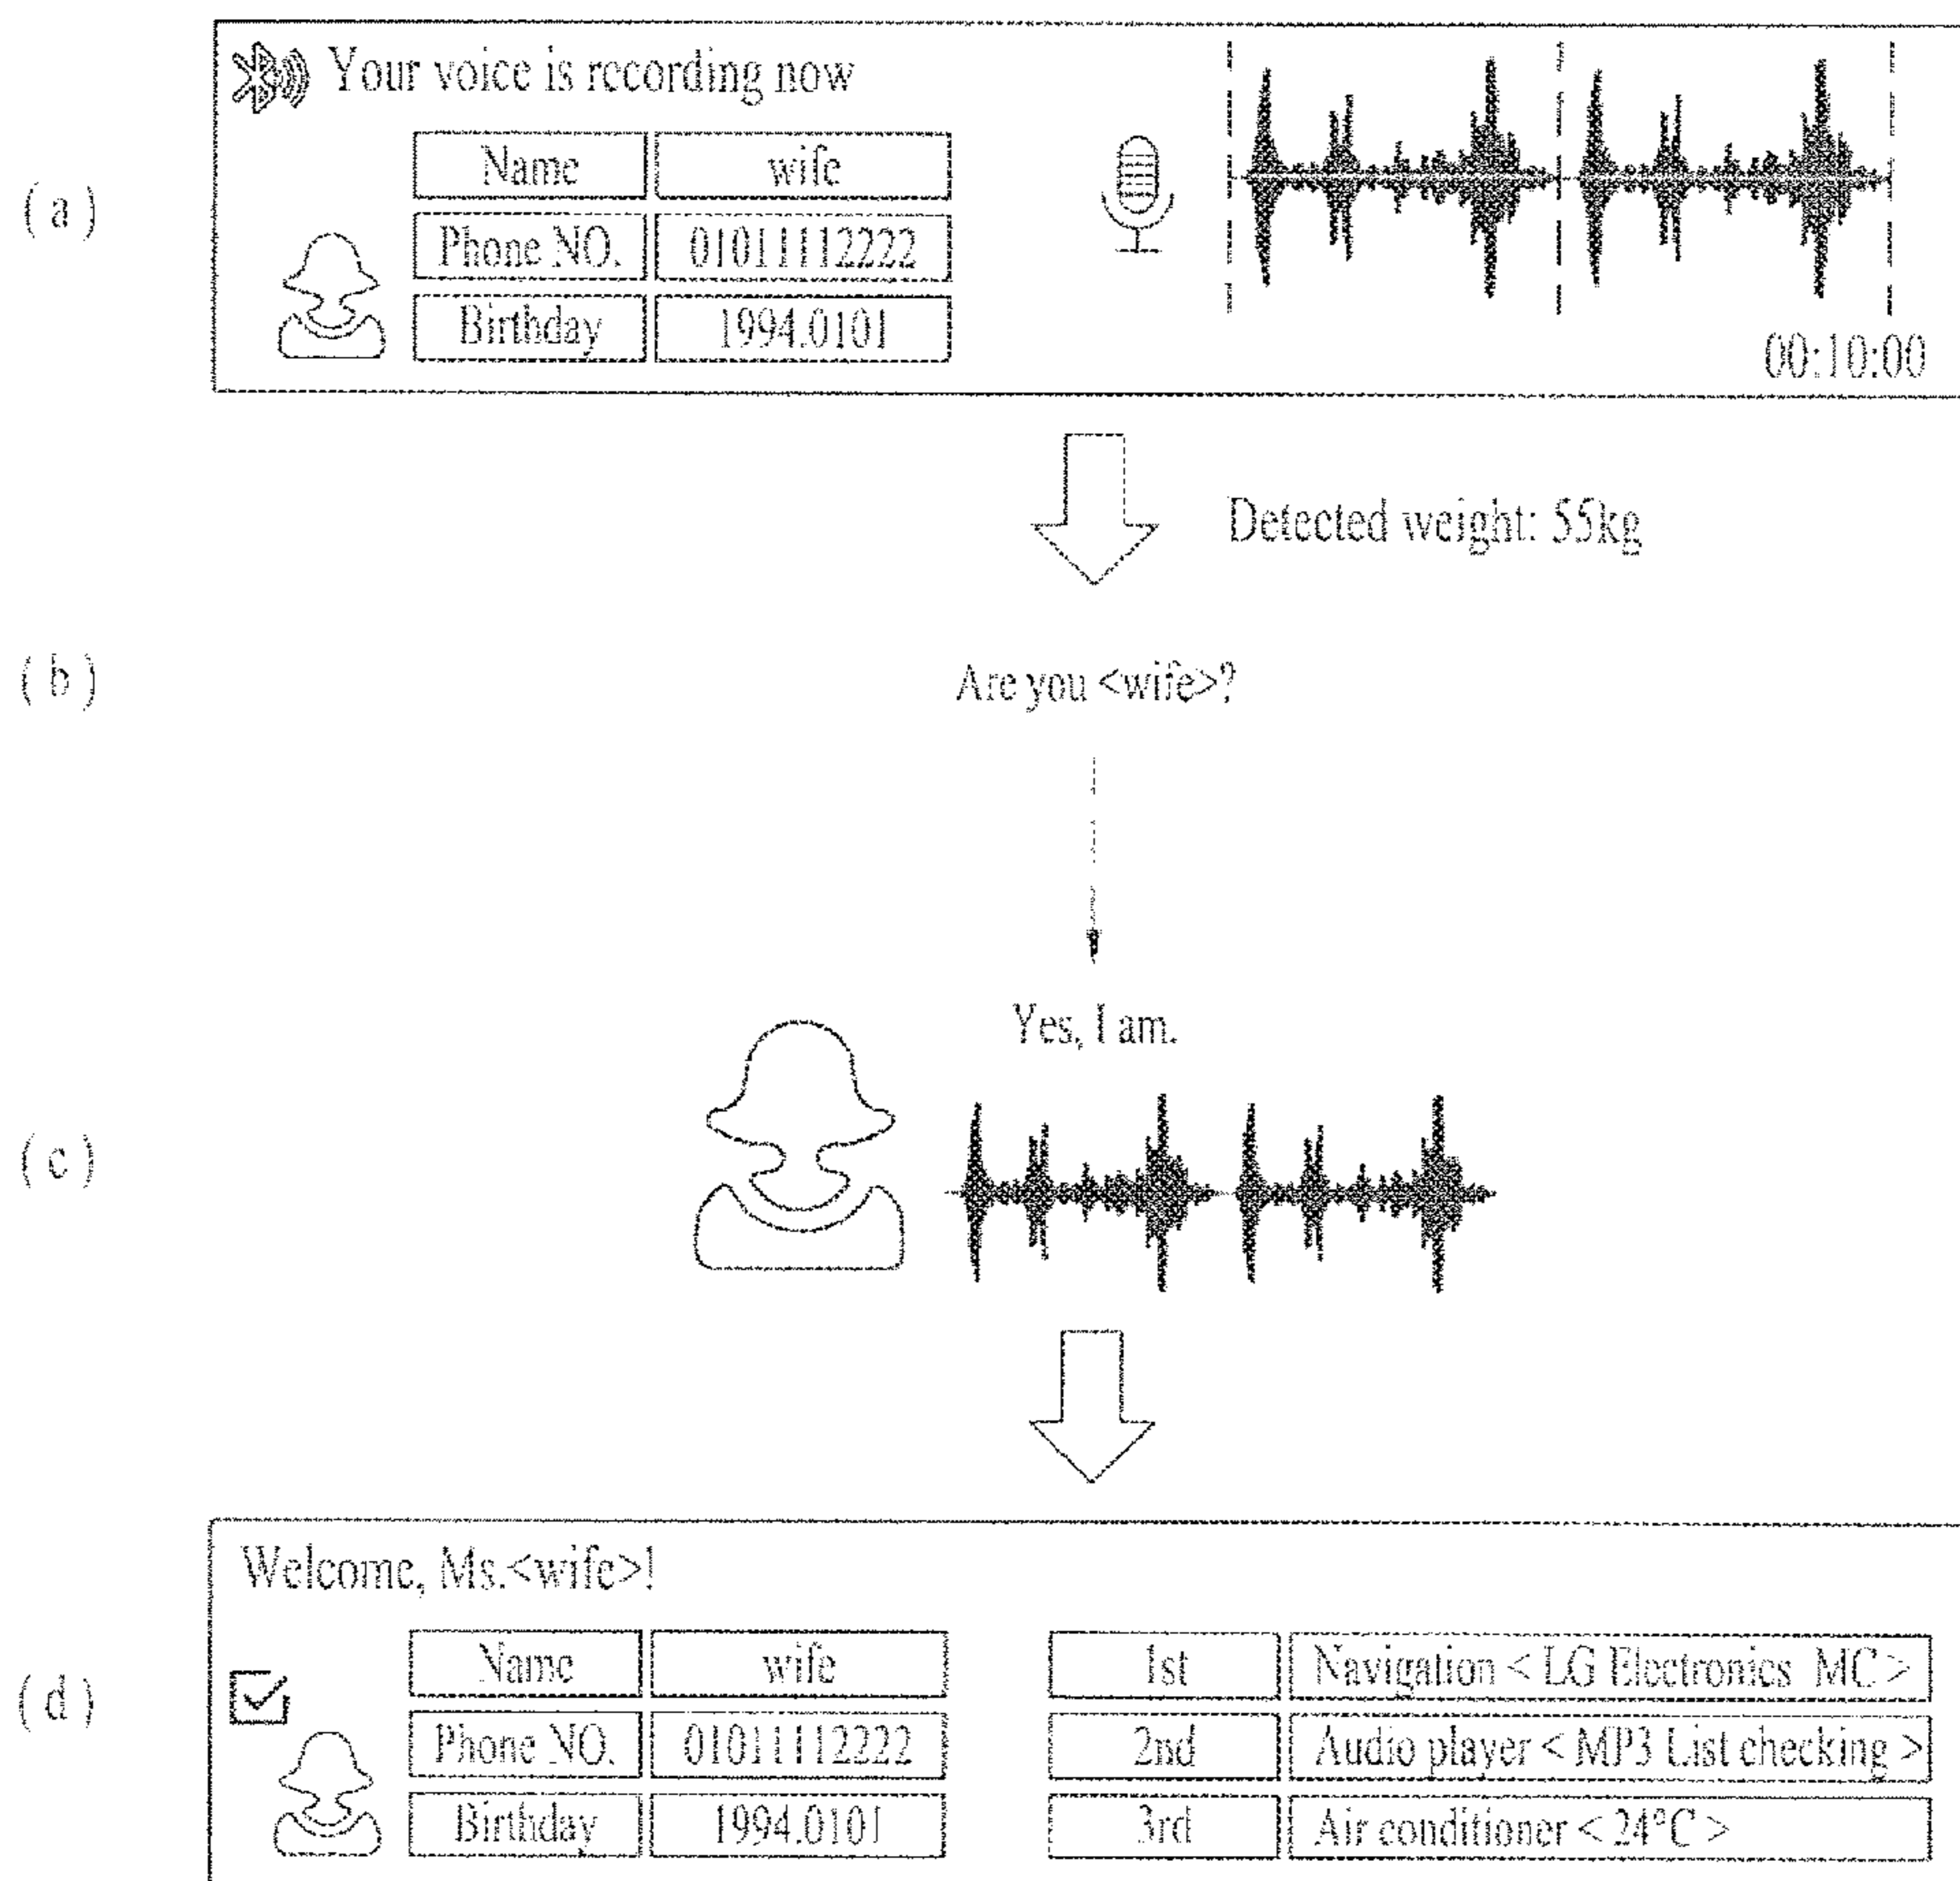 Your voice is recording now
(a)
Name wife
Phone NO. 01011112222
Birthday 1994.0101
00:10:00
Detected weight: 55kg
(b)
Are you <wife>?
Yes, I am.
(c)
Welcome, Ms.<wife>!
(d)
Name wife 1st Navigation < LG Electronics MC >
Phone NO. 01011112222 2nd Audio player < MP3 List checking >
Birthday 1994.0101 3rd Air conditioner < 24°C >